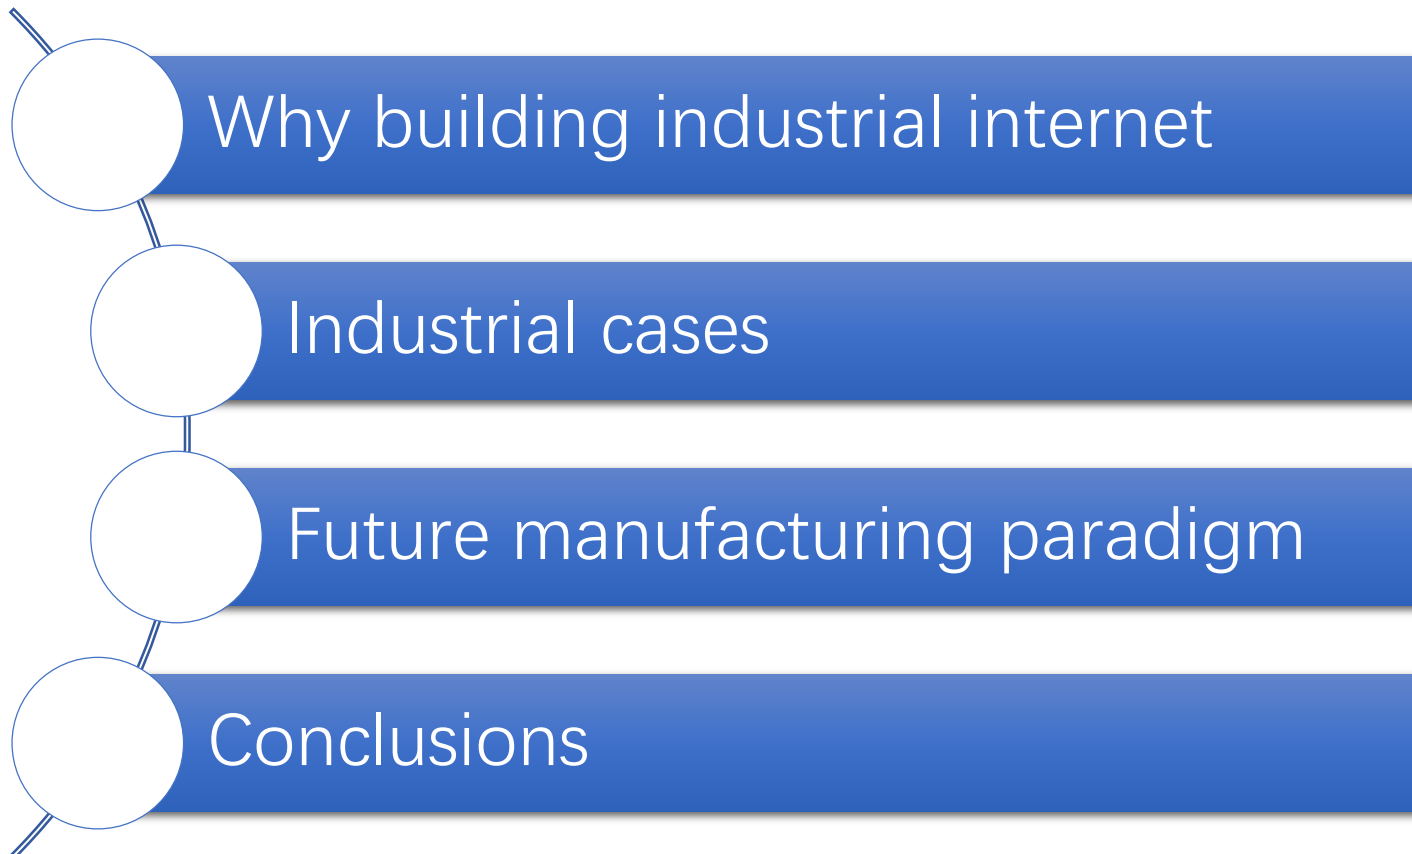 Why building industrial internet
Industrial cases
Future manufacturing paradigm
Conclusions